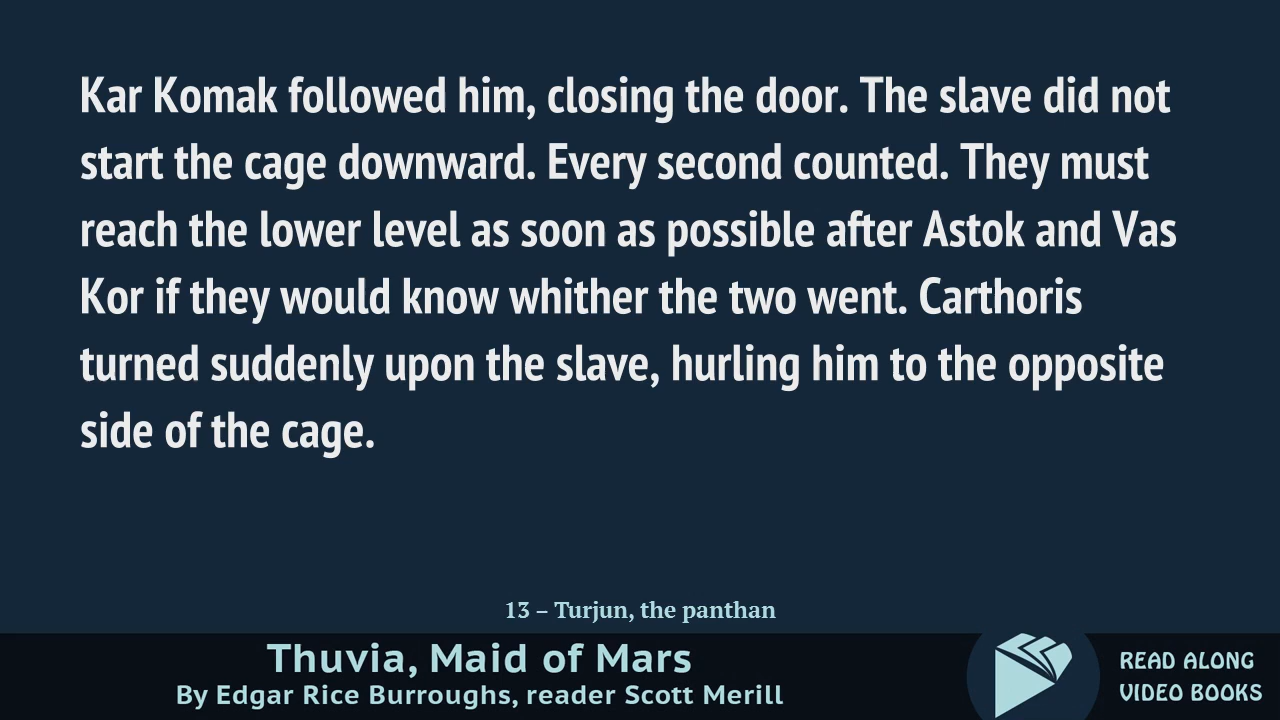 Kar Komak followed him, closing the door. The slave did not
start the cage downward. Every second counted. They must
reach the lower level as soon as possible after Astok and Vas
Kor if they would know whither the two went. Carthoris
turned suddenly upon the slave, hurling him to the opposite
side of the cage.
13 – Turjun, the panthan
Thuvia, Maid of Mars
By Edgar Rice Burroughs, reader Scott Merill
READ ALONG
VIDEO BOOKS